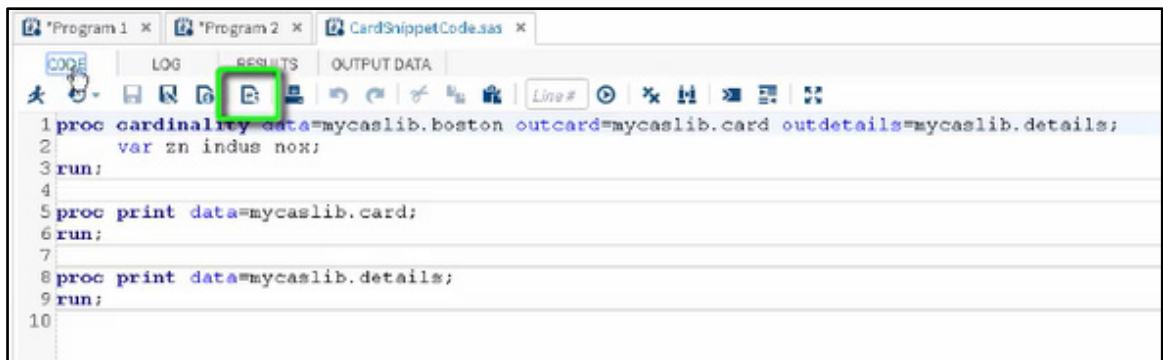 *Program 1 × *Program 2 × CardSnippetCode.sas ×
CODE LOG RESULTS OUTPUT DATA
Line #
1 proc cardinality data=mycaslib.boston outcard=mycaslib.card outdetails=mycaslib.details;
2 var zn indus nox;
3 run;
4
5 proc print data=mycaslib.card;
6 run;
7
8 proc print data=mycaslib.details;
9 run;
10